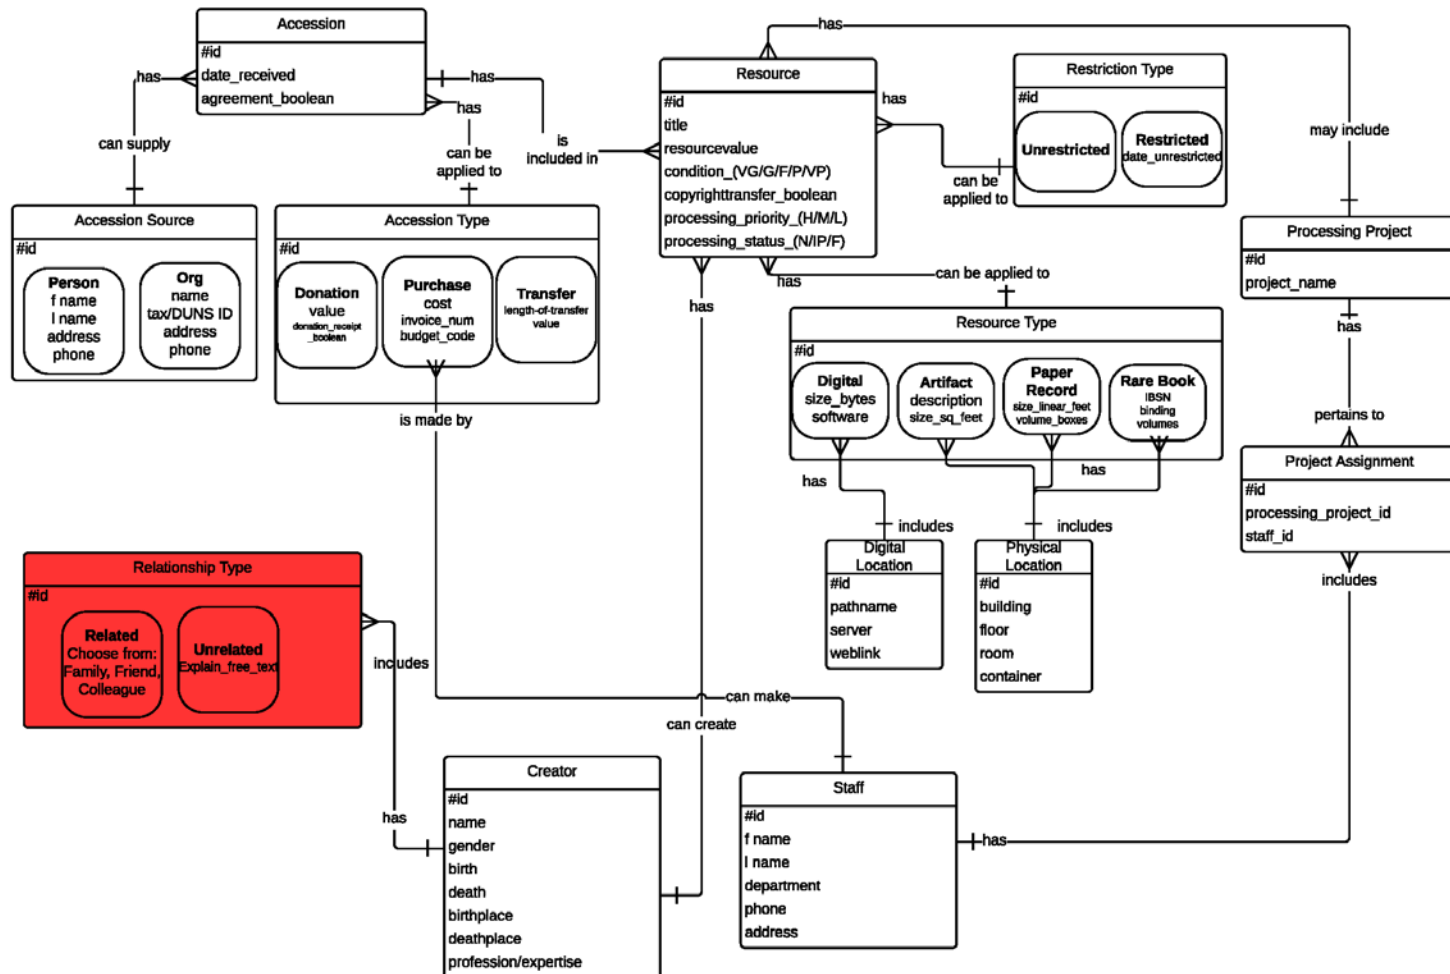 Accession
#id
date_received
agreement_boolean
has
has
has
can supply
can be
applied to
is
included in
Accession Source
#id
Person
f name
l name
address
phone
Org
name
tax/DUNS ID
address
phone
Accession Type
#id
Donation
value
donation_receipt
_boolean
Purchase
cost
invoice_num
budget_code
Transfer
length-of-transfer
value
is made by
Resource
#id
title
resourcevalue
condition_(VG/G/F/P/VP)
copyrighttransfer_boolean
processing_priority_(H/M/L)
processing_status_(N/IP/F)
has
has
has
has
can be
applied to
can be applied to
Restriction Type
#id
Unrestricted
Restricted
date_unrestricted
may include
Processing Project
#id
project_name
has
pertains to
Resource Type
#id
Digital
size_bytes
software
Artifact
description
size_sq_feet
Paper
Record
size_linear_feet
volume_boxes
Rare Book
IBSN
binding
volumes
has
has
includes
includes
Project Assignment
#id
processing_project_id
staff_id
includes
Digital
Location
#id
pathname
server
weblink
Physical
Location
#id
building
floor
room
container
Relationship Type
#id
Related
Choose from:
Family, Friend,
Colleague
Unrelated
Explain_free_text
includes
has
can make
can create
Creator
#id
name
gender
birth
death
birthplace
deathplace
profession/expertise
Staff
#id
f name
l name
department
phone
address
has